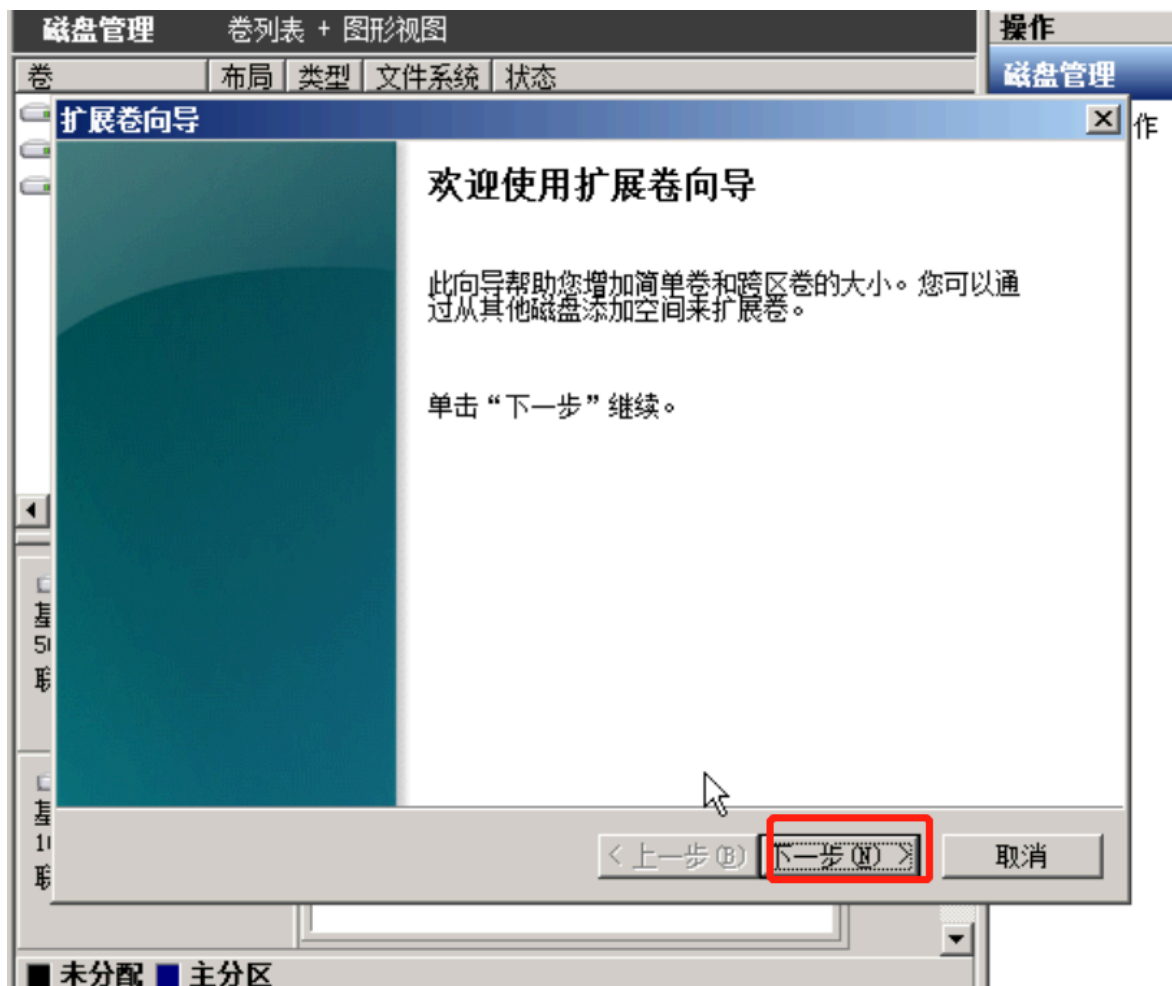 磁盘管理 卷列表 + 图形视图
操作
卷 布局 类型 文件系统 状态
磁盘管理
扩展卷向导
作
欢迎使用扩展卷向导
此向导帮助您增加简单卷和跨区卷的大小。您可以通
过从其他磁盘添加空间来扩展卷。
单击“下一步”继续。
基
联
基
联
< 上一步(B) 下一步(N) > 取消
未分配 主分区